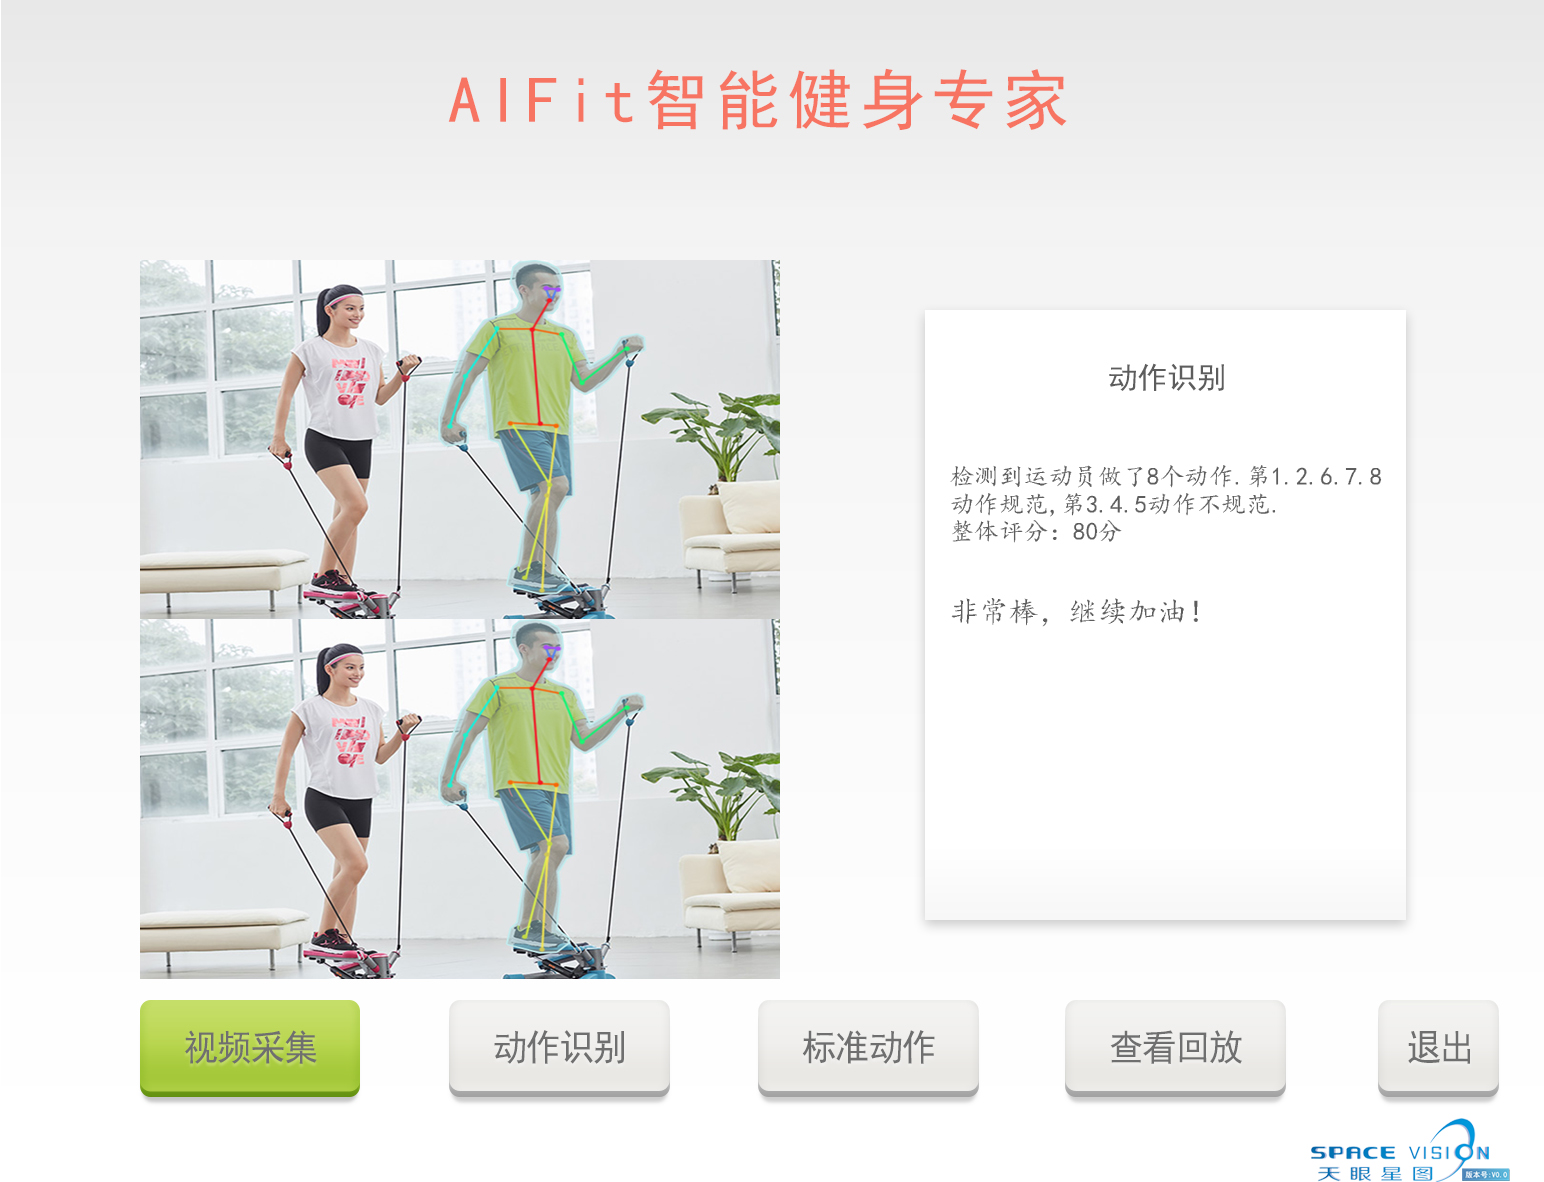 AIFit智能健身专家
动作识别
检测到运动员做了8个动作.第1.2.6.7.8
动作规范,第3.4.5动作不规范.
整体评分：80分
非常棒，继续加油!
视频采集
动作识别
标准动作
查看回放
退出
SPACE VISION
天眼星图
版本号:V0.0